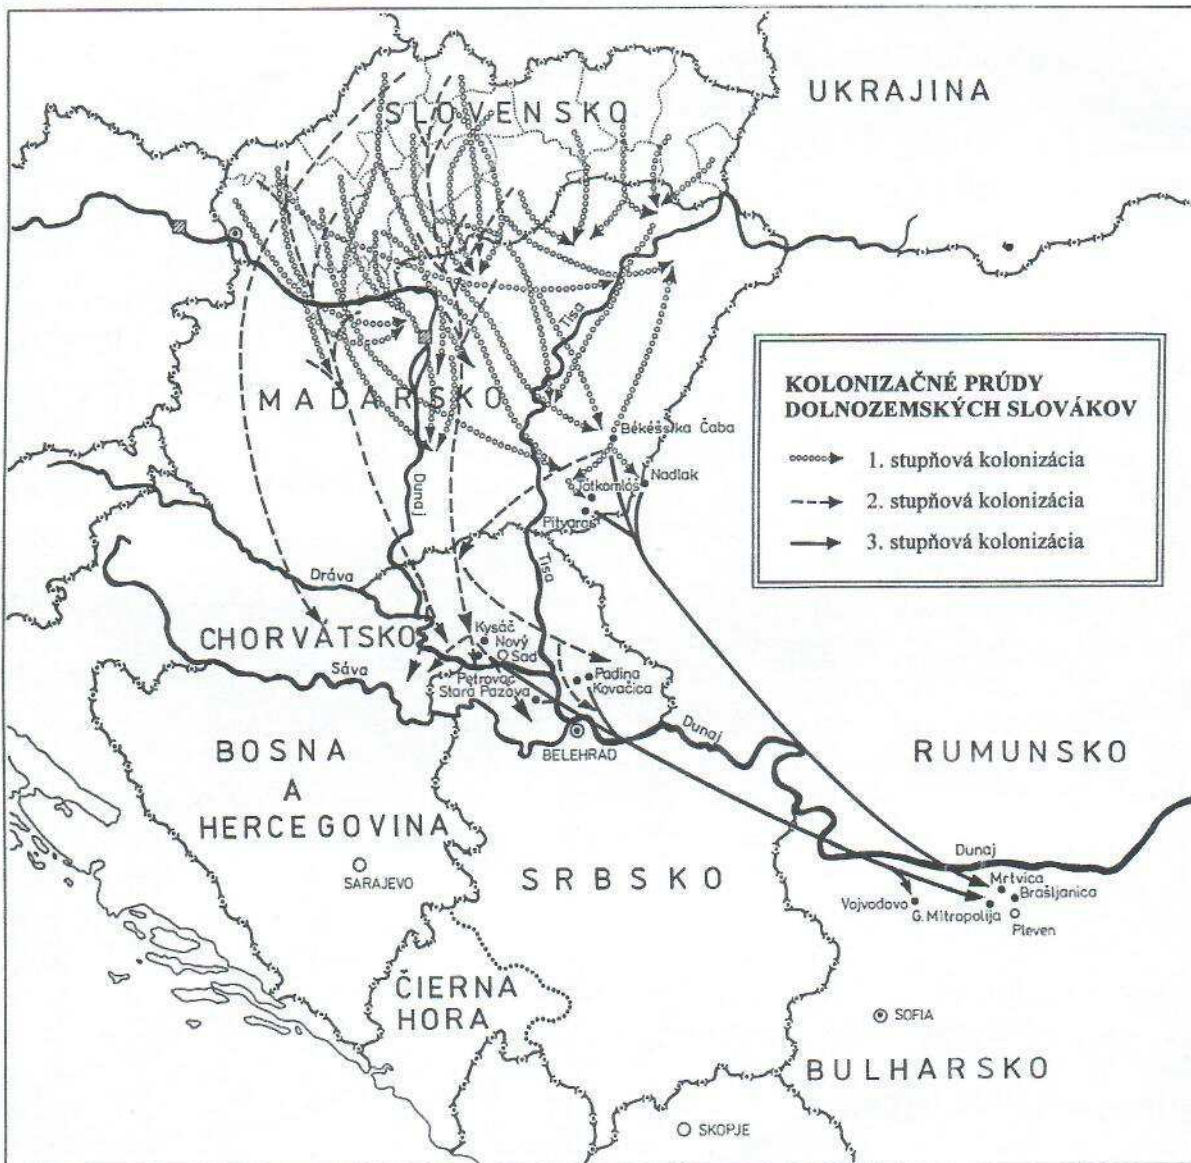 SLOVENSKO
UKRAJINA
Tisa
KOLONIZAČNÉ PRÚDY
DOLNOZEMSKÝCH SLOVÁKOV
1. stupňová kolonizácia
2. stupňová kolonizácia
3. stupňová kolonizácia
MAĎARSKO
Békéšska Čaba
Nadlak
Dunaj
Pitvaroš
Tisa
Dráva
CHORVÁTSKO
Kysáč
Nový
Sad
Sáva
Petrovac
Padina
Stará Pazova
Kovačica
Dunaj
BELEHRAD
BOSNA
A
HERCEGOVINA
RUMUNSKO
SARAJEVO
SRBSKO
Dunaj
Mrtvica
Brašljanica
Vojvodovo
G. Mitropolija
Pleven
ČIERNA
HORA
SOFIA
BULHARSKO
SKOPJE